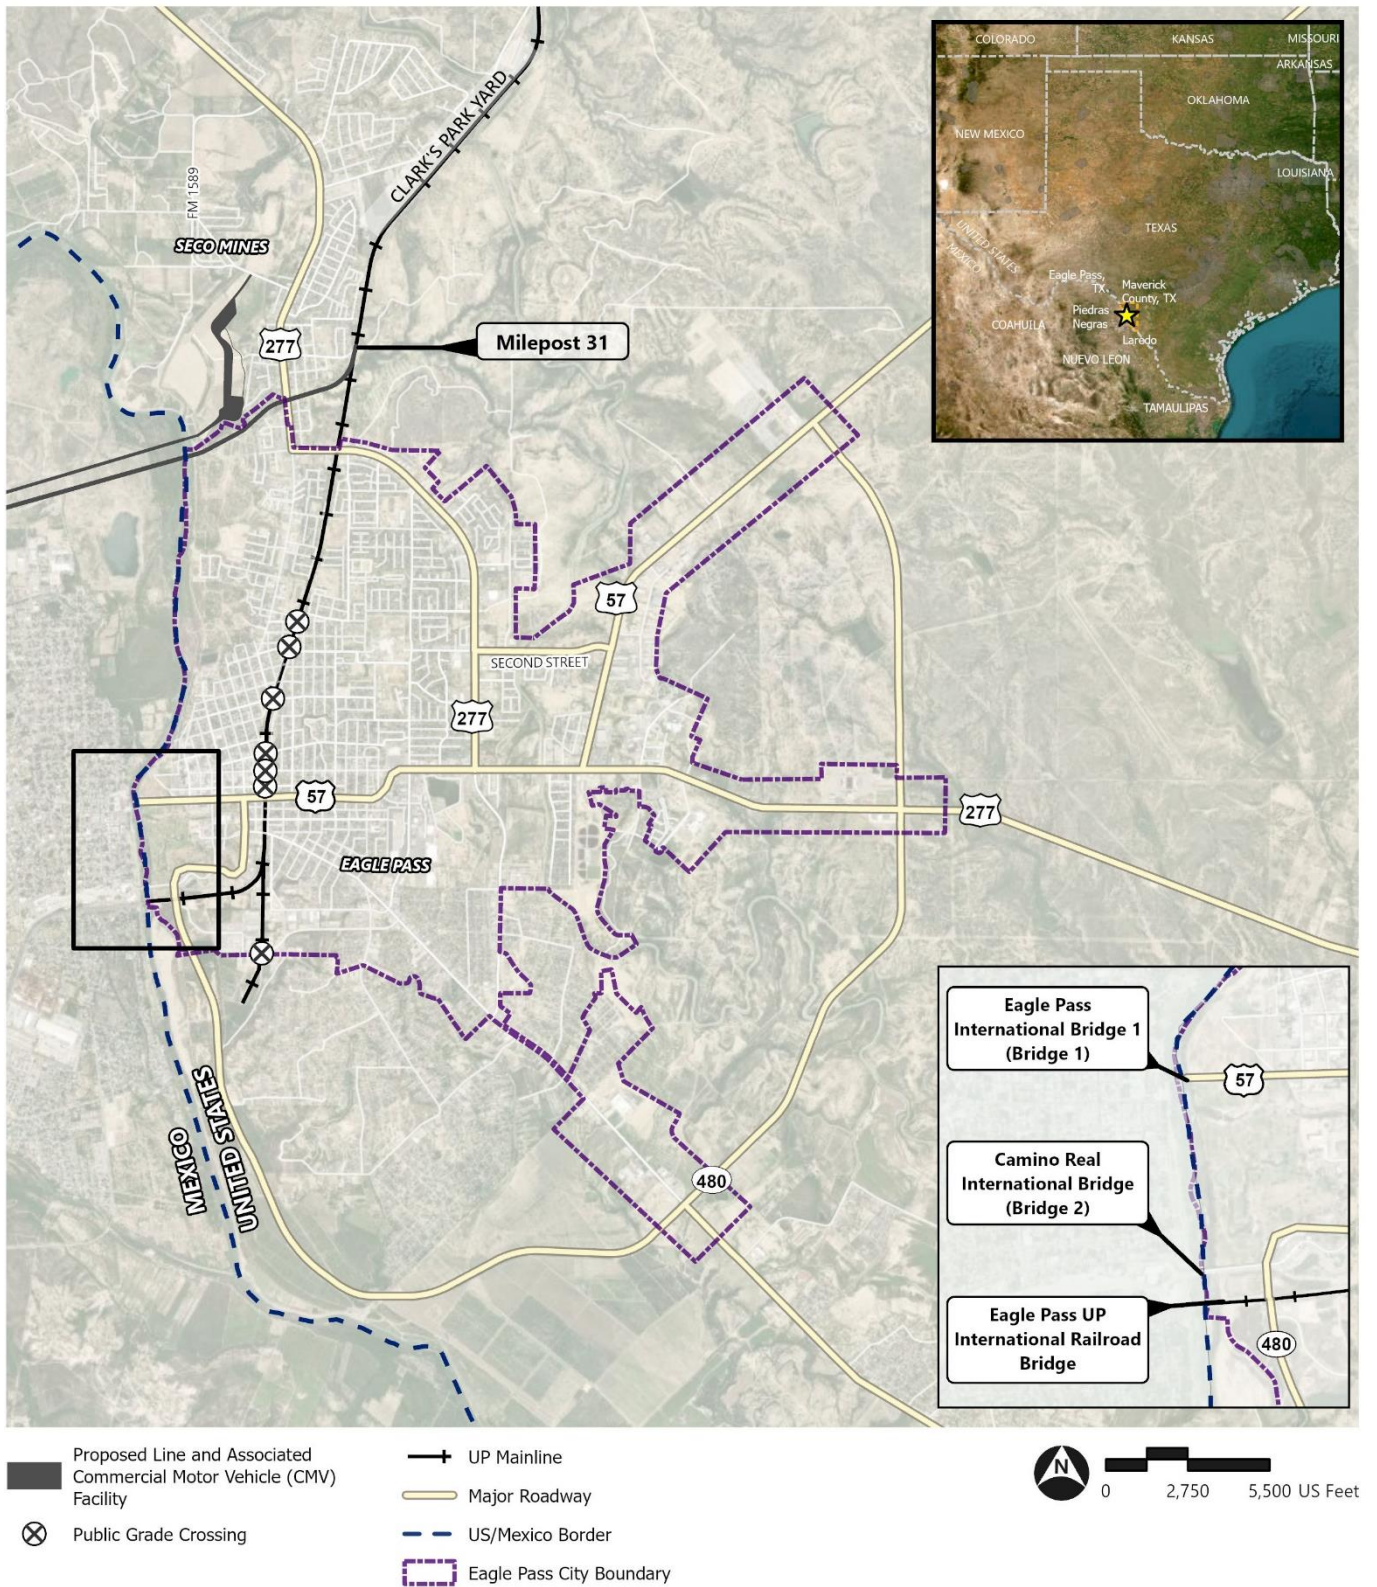 CLARK'S PARK YARD
FM 1589
SECO MINES
277
Milepost 31
57
SECOND STREET
277
57
277
EAGLE PASS
480
MEXICO
UNITED STATES
COLORADO
KANSAS
MISSOURI
ARKANSAS
OKLAHOMA
NEW MEXICO
LOUISIANA
TEXAS
UNITED STATES
MEXICO
Eagle Pass,
TX
Maverick
County, TX
Piedras
Negras
COAHUILA
Laredo
NUEVO LEON
TAMAULIPAS
Eagle Pass
International Bridge 1
(Bridge 1)
57
Camino Real
International Bridge
(Bridge 2)
Eagle Pass UP
International Railroad
Bridge
480
Proposed Line and Associated
Commercial Motor Vehicle (CMV)
Facility
Public Grade Crossing
UP Mainline
Major Roadway
US/Mexico Border
Eagle Pass City Boundary
N
0 2,750 5,500 US Feet